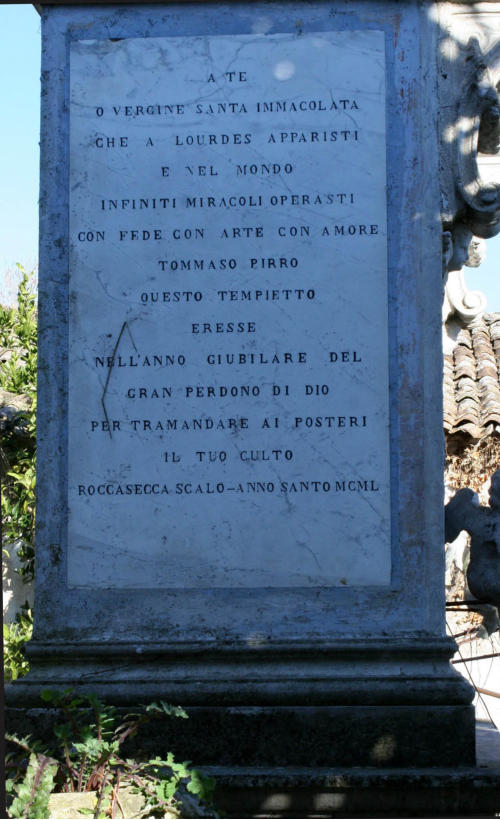 A TE
O VERGINE SANTA IMMACOLATA
CHE A LOURDES APPARISTI
E NEL MONDO
INFINITI MIRACOLI OPERASTI
CON FEDE CON ARTE CON AMORE
TOMMASO PIRRO
QUESTO TEMPIETTO
ERESSE
NELL'ANNO GIUBILARE DEL
GRAN PERDONO DI DIO
PER TRAMANDARE AI POSTERI
IL TUO CULTO
ROCCASECCA SCALO-ANNO SANTO MCML